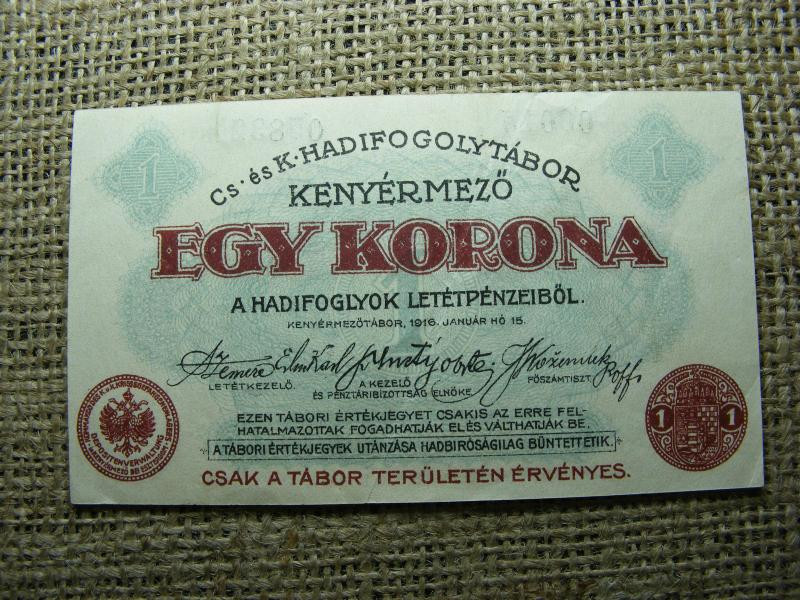 1
1
Cs. és K. HADIFOGOLYTÁBOR
KENYÉRMEZŐ
EGY KORONA
A HADIFOGLYOK LETÉTPÉNZEIBŐL.
KENYÉRMEZŐTÁBOR, 1916. JANUÁR HÓ 15.
LETÉTKEZELŐ.
A KEZELŐ
ÉS PÉNZTÁRIBIZOTTSÁG ELNÖKE.
FŐSZÁMTISZT.
EZEN TÁBORI ÉRTÉKJEGYET CSAKIS AZ ERRE FEL-
HATALMAZOTTAK FOGADHATJÁK EL ÉS VÁLTHATJÁK BE.
A TÁBORI ÉRTÉKJEGYEK UTÁNZÁSA HADBIRÓSÁGILAG BÜNTETTETIK.
CSAK A TÁBOR TERÜLETÉN ÉRVÉNYES.
DEPOSITENVERWALTUNG
1
1